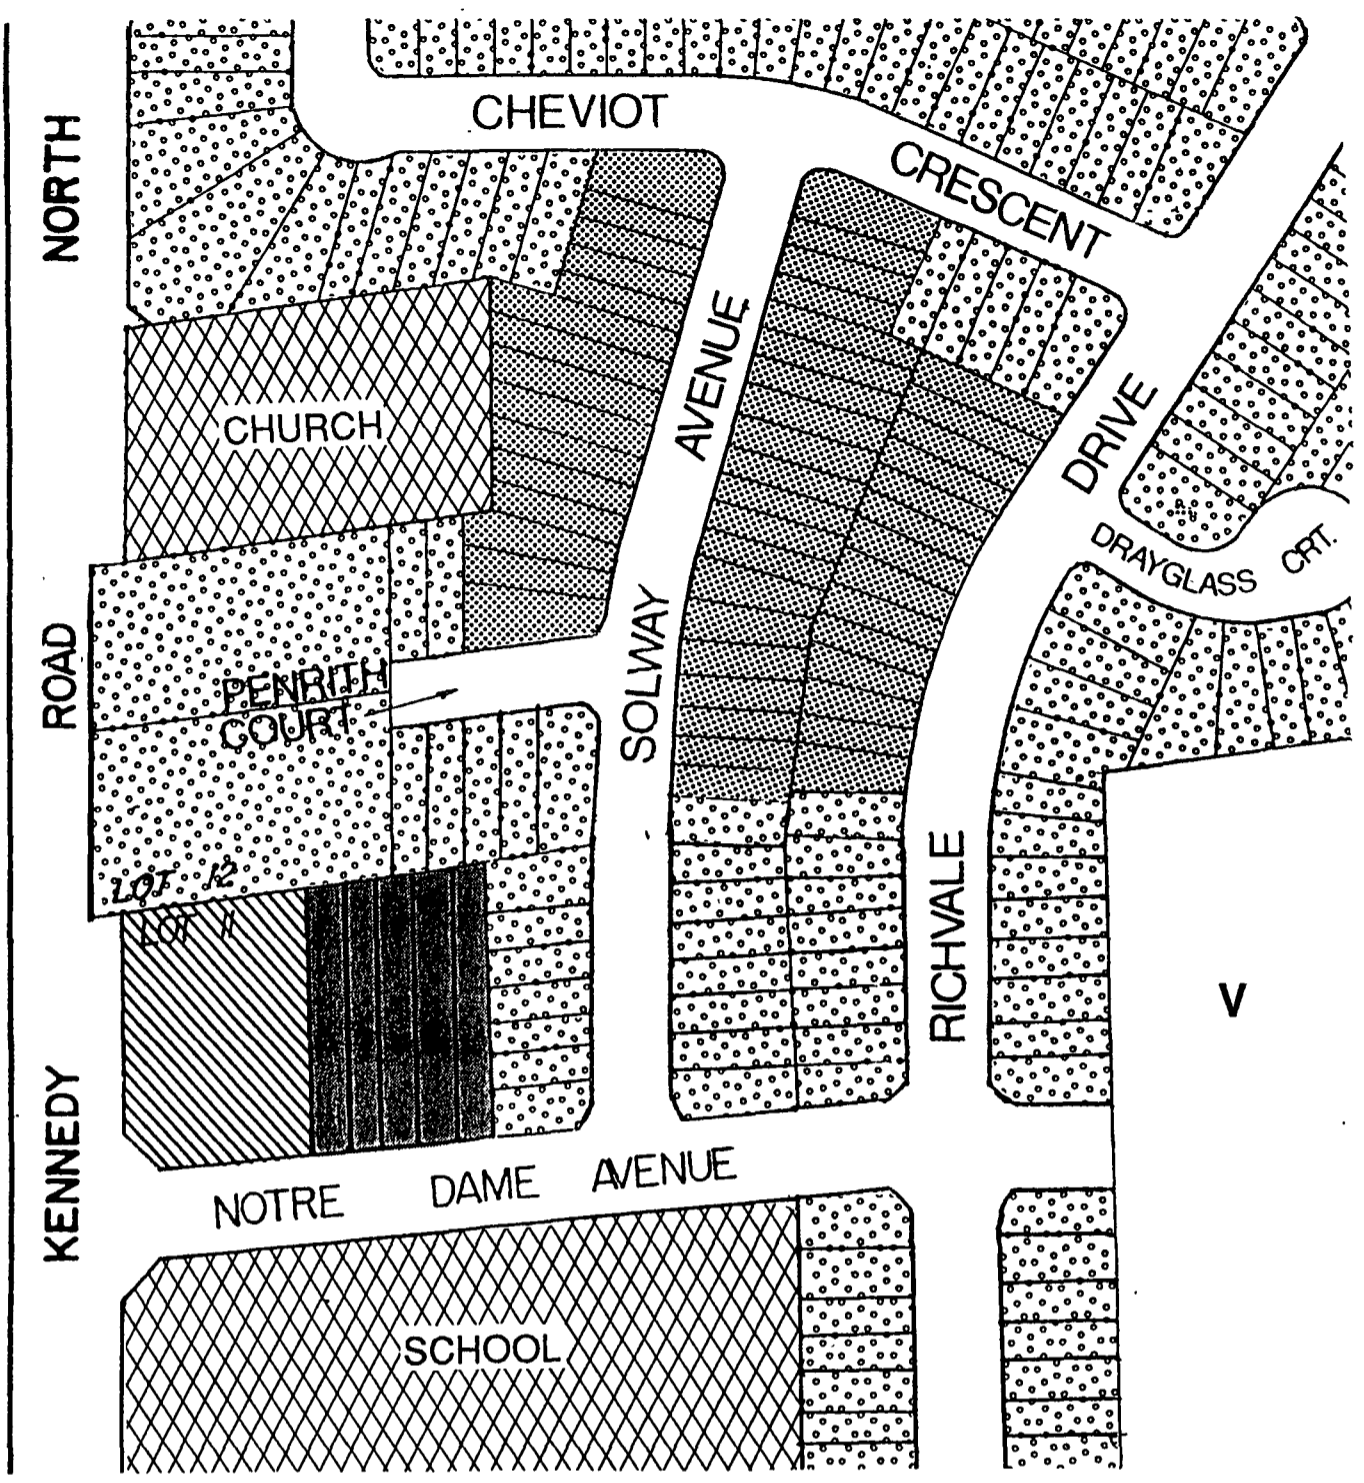 CHEVIOT
CRESCENT
NORTH
AVENUE
CHURCH
DRIVE
DRAYGLASS CRT.
ROAD
PENRITH
COURT
SOLWAY
LOT 12
LOT 11
RICHVALE
V
KENNEDY
NOTRE DAME AVENUE
SCHOOL